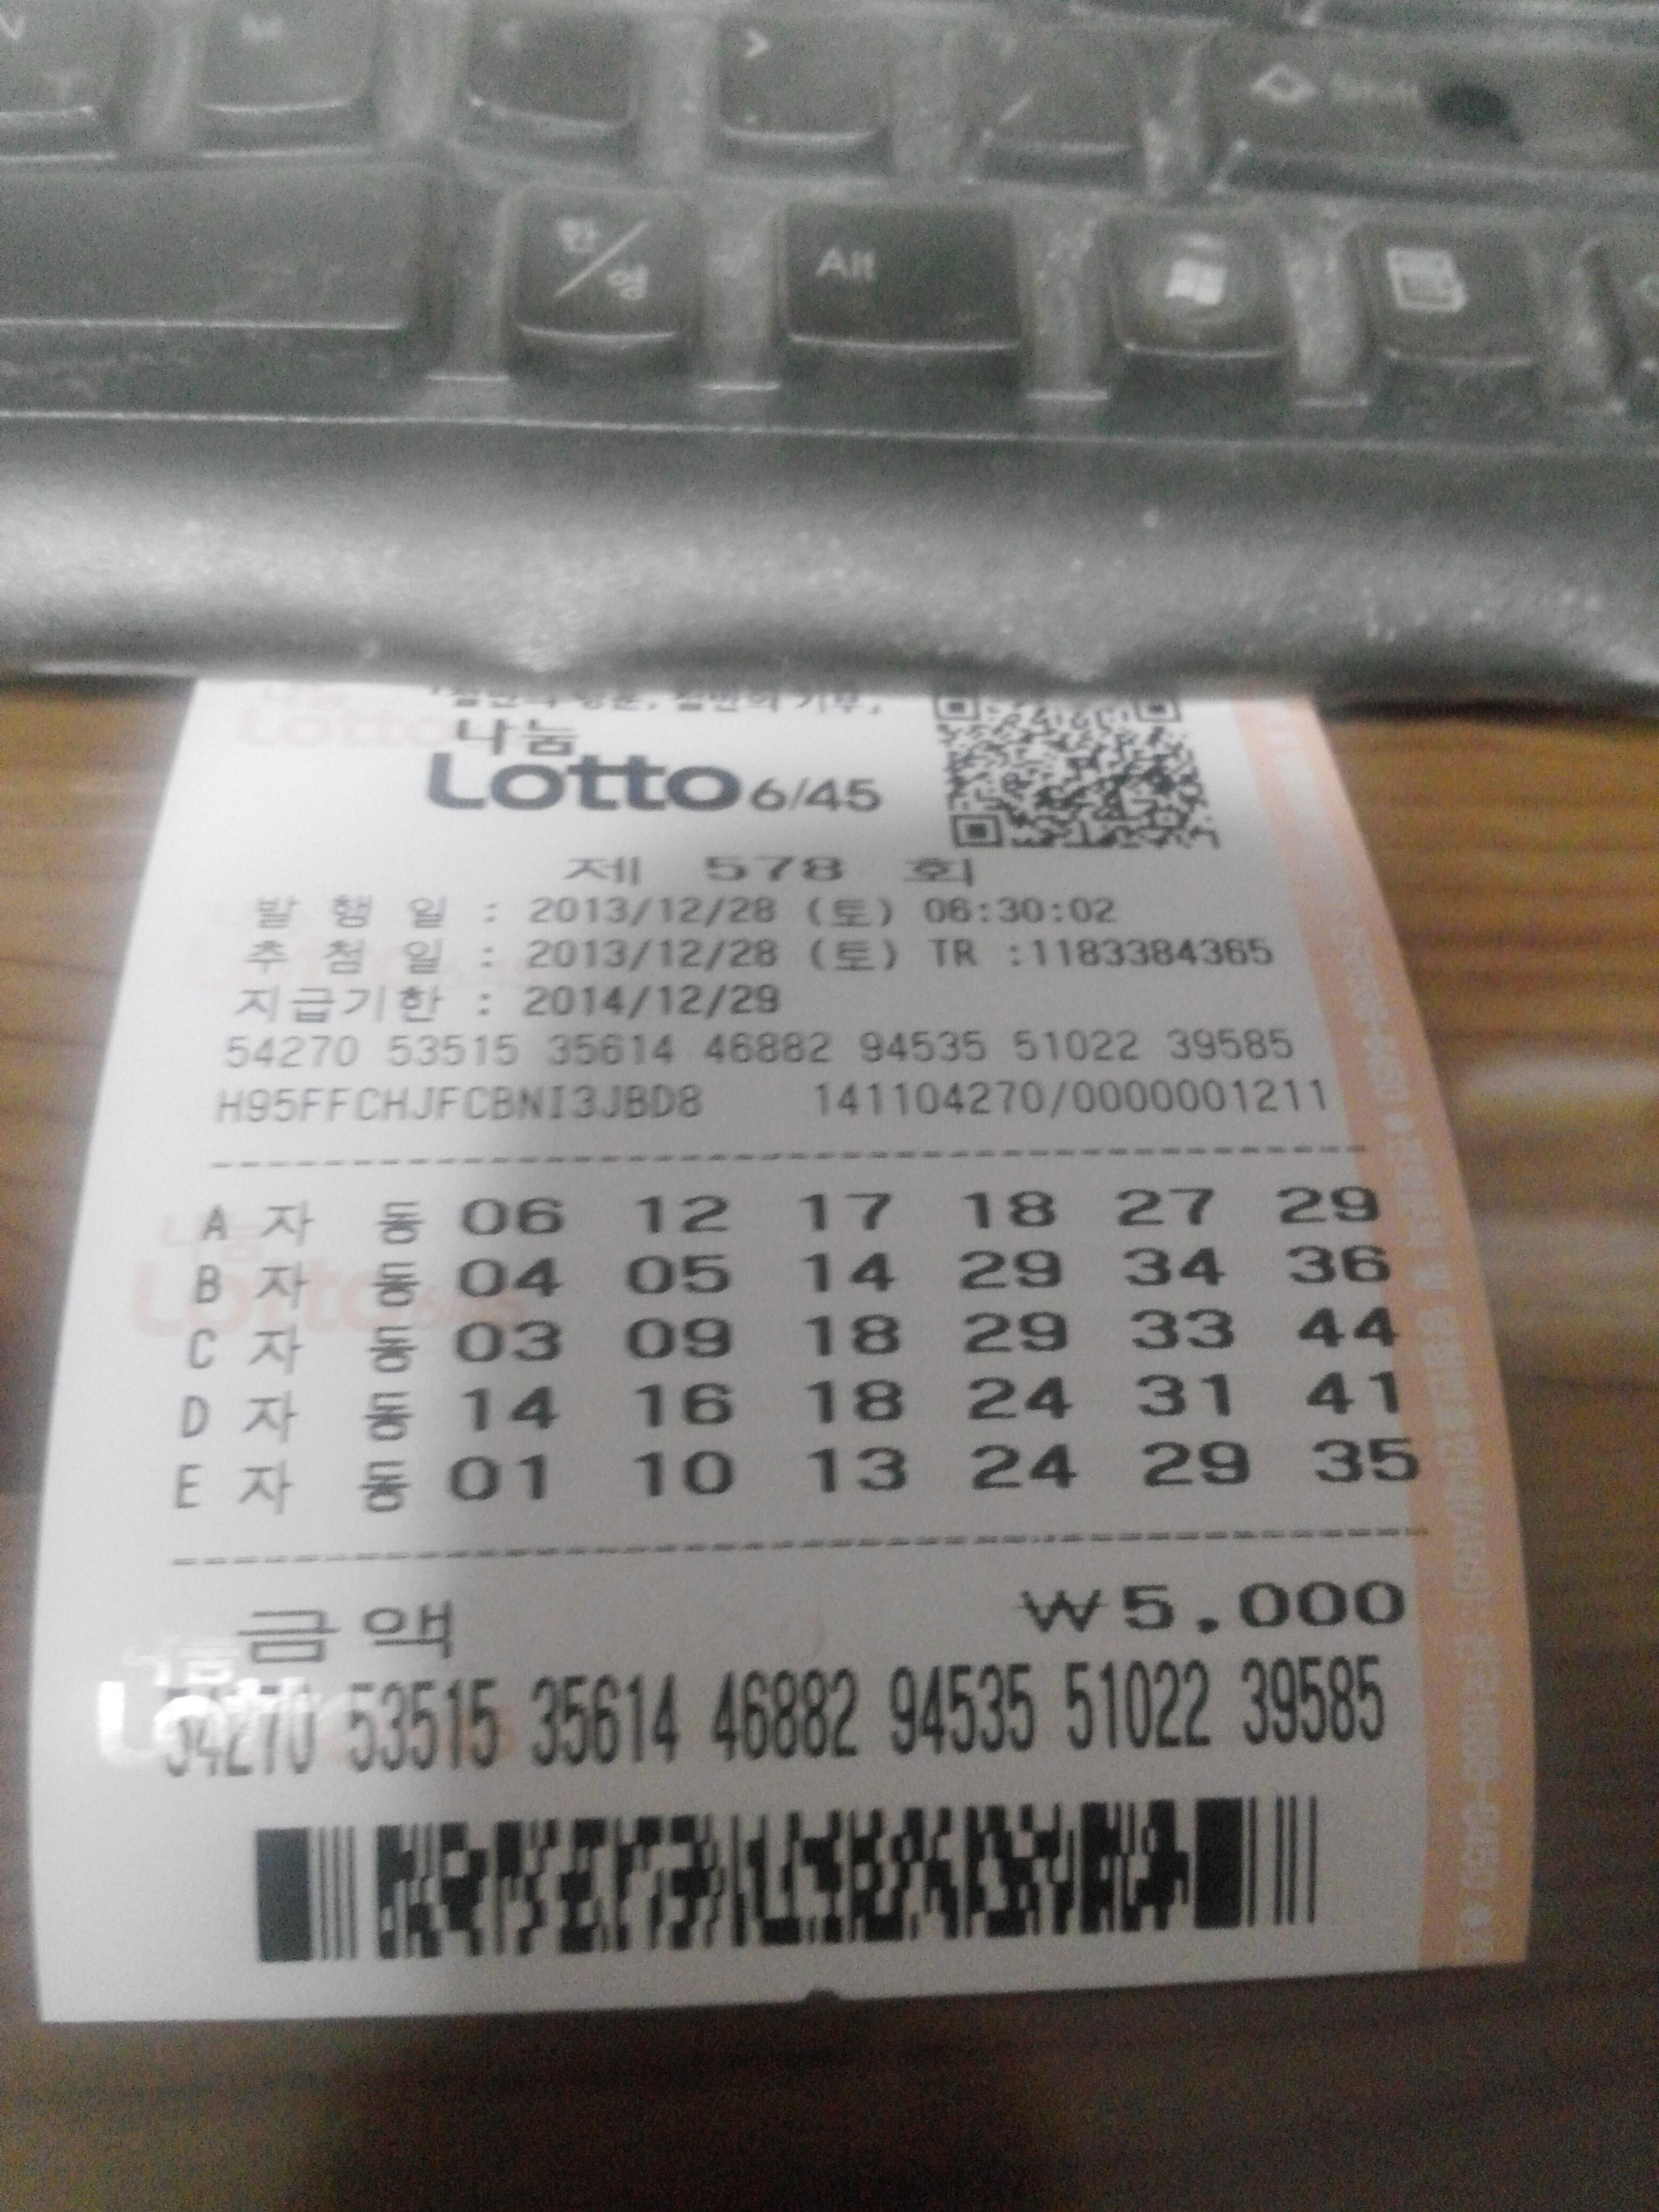 M
>
.
한/영
Alt
나눔
Lotto 6/45
제 578 회
발 행 일 : 2013/12/28 (토) 06:30:02
추 첨 일 : 2013/12/28 (토) TR :1183384365
지급기한 : 2014/12/29
54270 53515 35614 46882 94535 51022 39585
H95FFCHJFCBNI3JBD8 141104270/0000001211
A 자 동 06 12 17 18 27 29
B 자 동 04 05 14 29 34 36
C 자 동 03 09 18 29 33 44
D 자 동 14 16 18 24 31 41
E 자 동 01 10 13 24 29 35
금 액 ₩5,000
54270 53515 35614 46882 94535 51022 39585